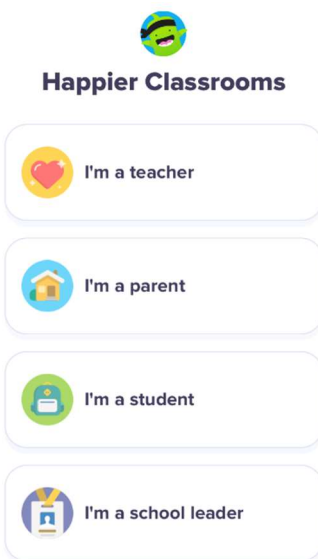 Happier Classrooms
I'm a teacher
I'm a parent
I'm a student
I'm a school leader